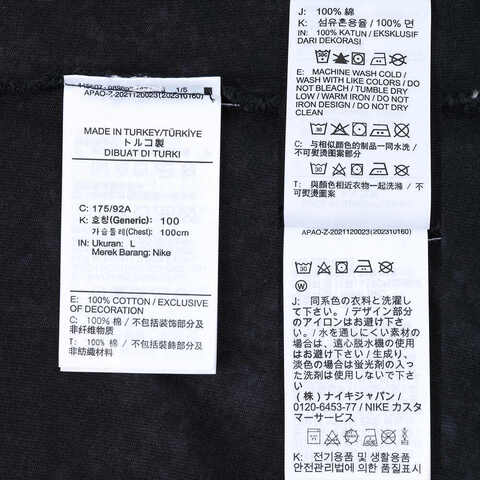 1/5
APAO-Z-2021120023(20231016O)
MADE IN TURKEY/TÜRKİYE
トルコ製
DIBUAT DI TURKI
C: 175/92A
K: 호칭(Generic): 100
가슴둘레(Chest): 100cm
IN: Ukuran: L
Merek Barang: Nike
E: 100% COTTON / EXCLUSIVE
OF DECORATION
C: 100% 棉 / 不包括装饰部分及
非纤维物质
T: 100% 棉 / 不包括裝飾部分及
非紡織材料
J: 100% 綿
K: 섬유혼용율 / 100% 면
IN: 100% KATUN / EKSKLUSIF
DARI DEKORASI
E: MACHINE WASH COLD /
WASH WITH LIKE COLORS / DO
NOT BLEACH / TUMBLE DRY
LOW / WARM IRON / DO NOT
IRON DESIGN / DO NOT DRY
CLEAN
C: 与相似颜色的制品一同水洗 /
不可熨烫图案
T: 與顏色相近衣物一起洗滌 / 不
可熨燙圖案
APAO-Z-2021120023(20231016O)
J: 同系色の衣料と洗濯し
て下さい。/ デザイン部分
のアイロンはお避け下さ
い / 水を通しにくい素材の
場合は、遠心脱水機の使用
はお避け下さい / 生成り、
淡色の場合は蛍光剤の入っ
た洗剤は使用しないで下さ
い
(株) ナイキジャパン /
0120-6453-77 / NIKE カスタ
マーサービス
K: 전기용품 및 생활용품
안전관리법에 의한 품질표시